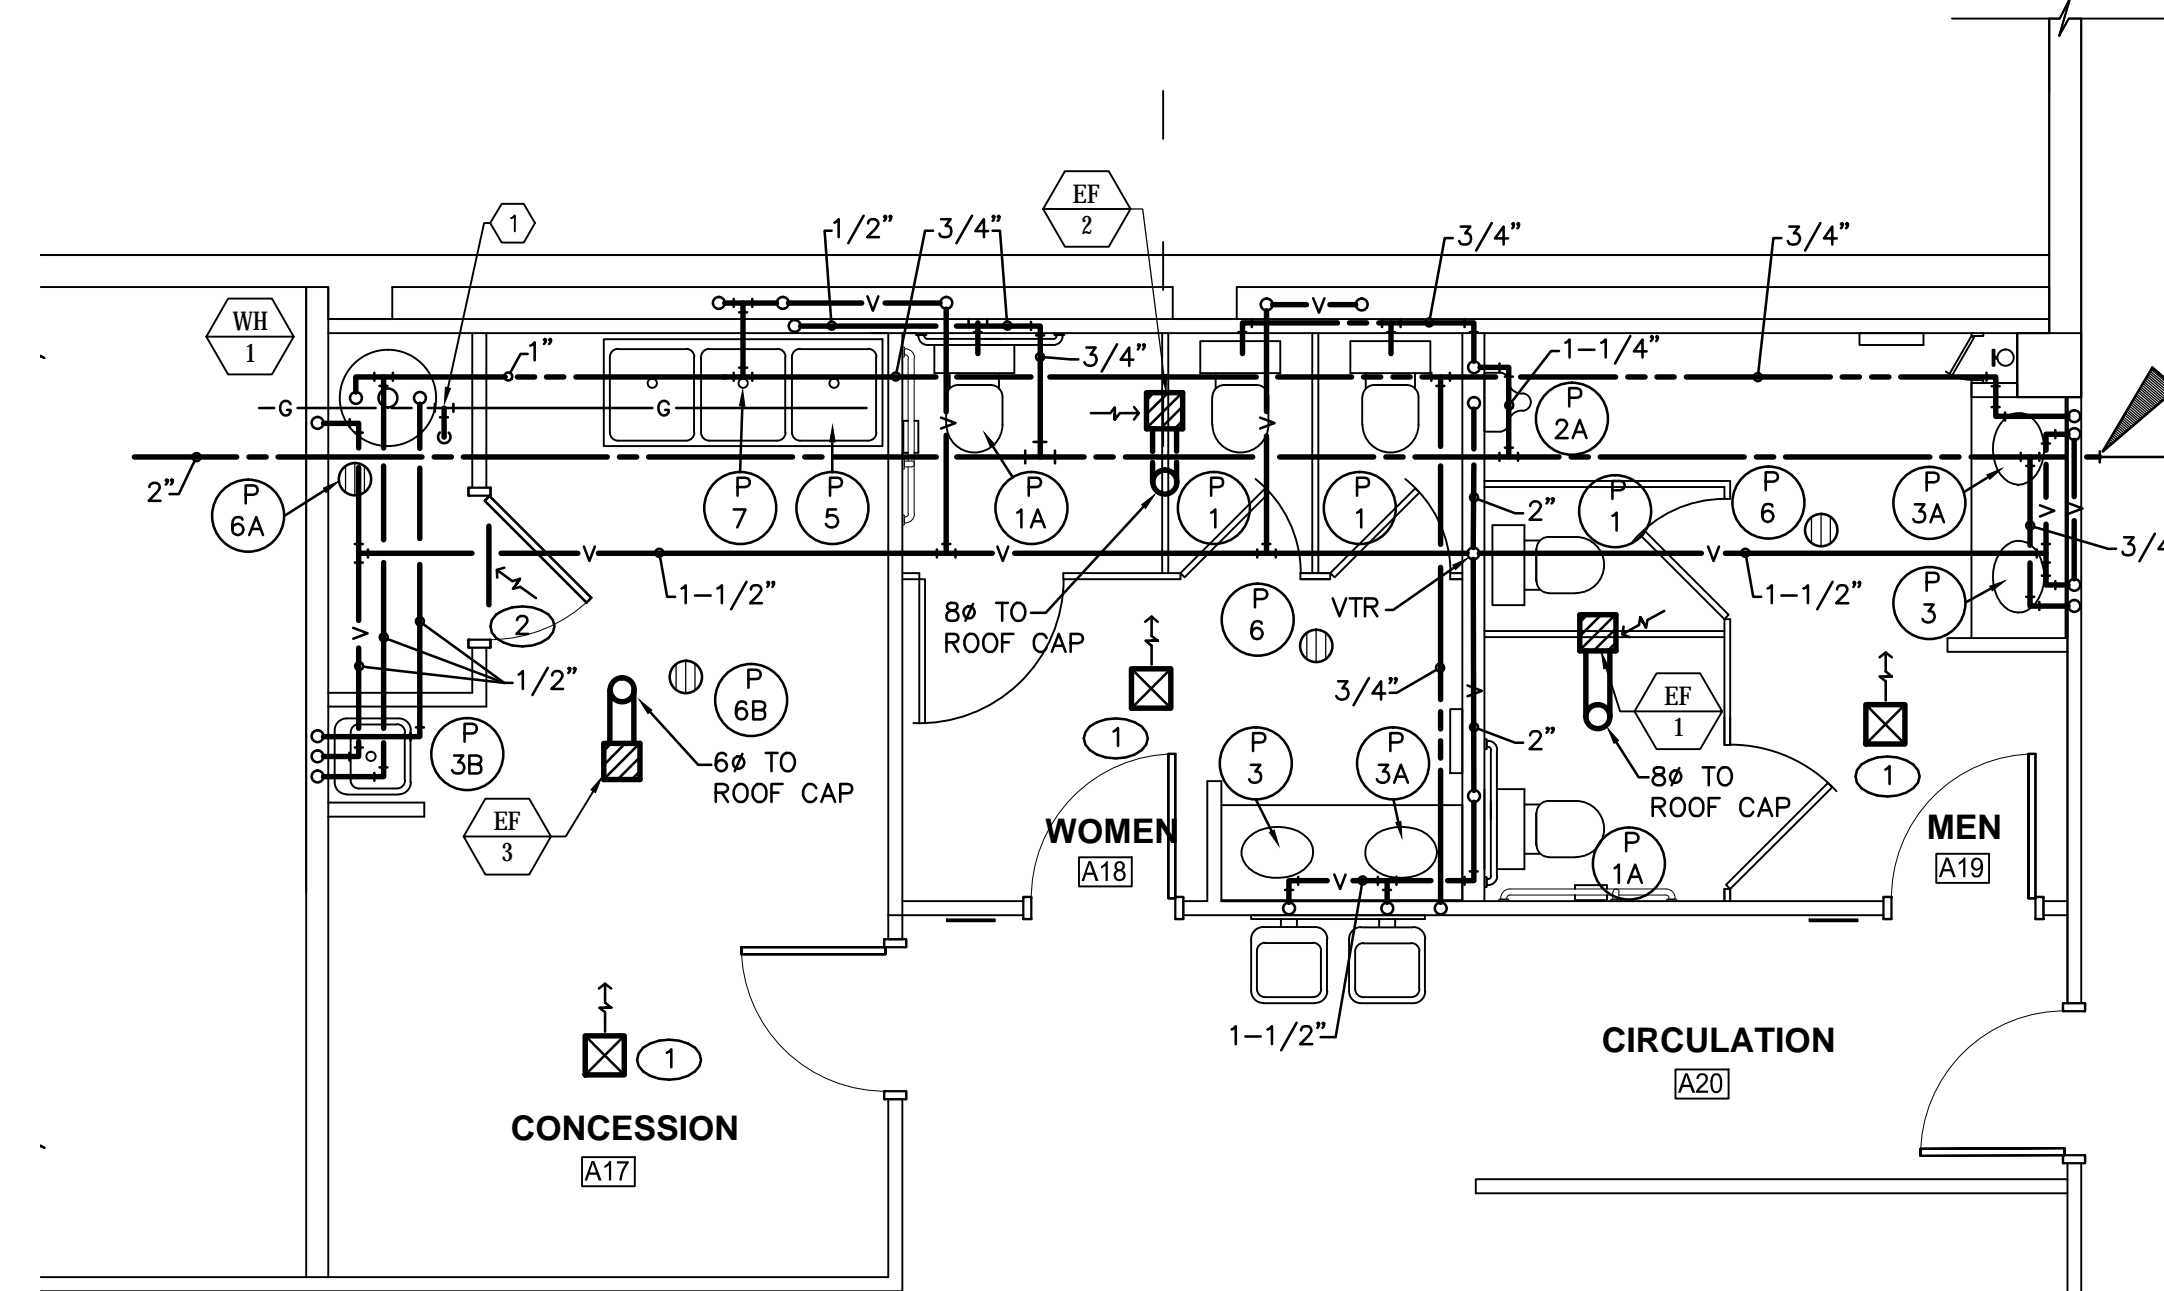 EF
2
1
1/2”
3/4”
3/4”
3/4”
WH
1
1”
3/4”
1-1/4”
G
G
V
V
P
2A
V
V
2”
P
6A
P
7
P
5
P
1A
P
1
P
1
2”
P
1
P
6
P
3A
V
V
3/4
V
V
V
1-1/2”
VTR
1-1/2”
P
3
2
8ø TO
ROOF CAP
P
6
V
1/2”
P
6B
3/4”
V
EF
1
P
3B
6ø TO
ROOF CAP
1
P
3
P
3A
2”
8ø TO
ROOF CAP
1
EF
3
WOMEN
A18
MEN
A19
P
1A
V
1-1/2”
1
CIRCULATION
A20
CONCESSION
A17